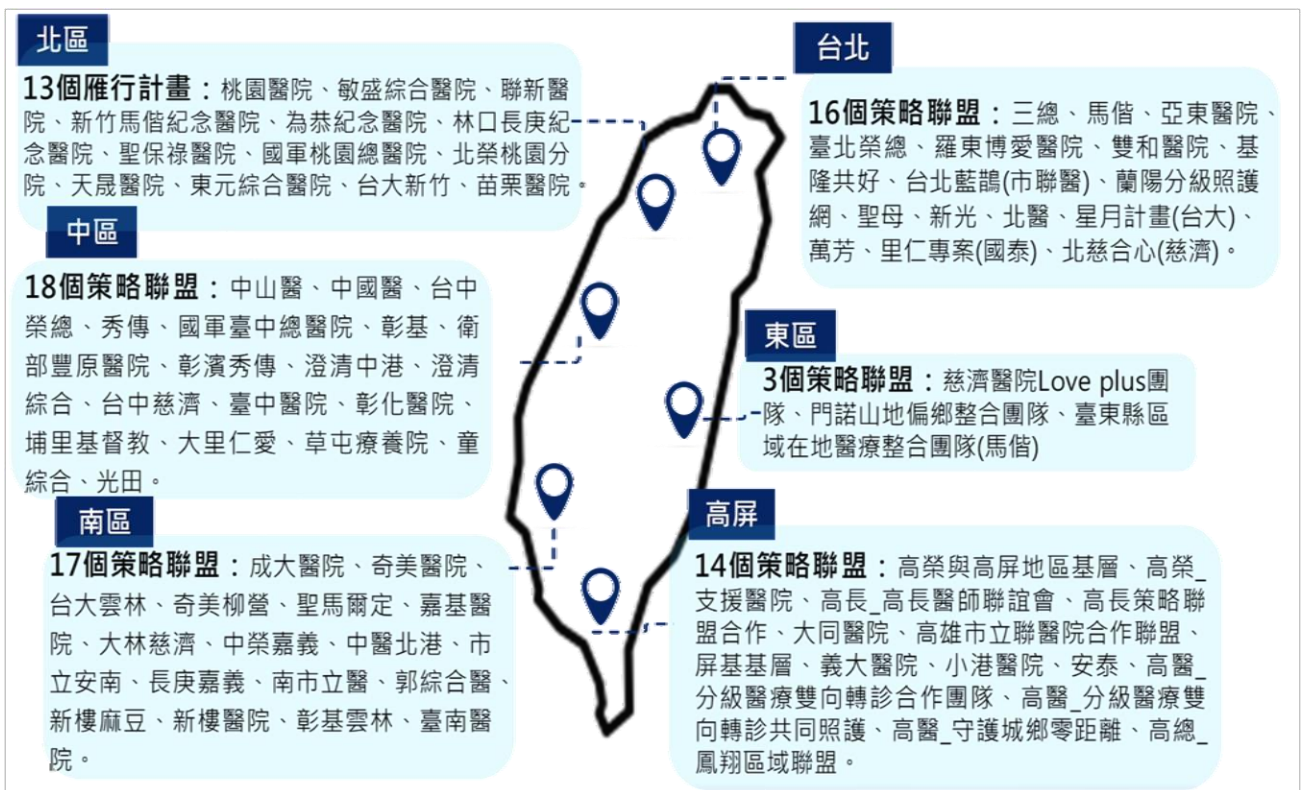 北區
13個雁行計畫：桃園醫院、敏盛綜合醫院、聯新醫
院、新竹馬偕紀念醫院、為恭紀念醫院、林口長庚紀
念醫院、聖保祿醫院、國軍桃園總醫院、北榮桃園分
院、天晟醫院、東元綜合醫院、台大新竹、苗栗醫院。
台北
16個策略聯盟：三總、馬偕、亞東醫院、
臺北榮總、羅東博愛醫院、雙和醫院、基
隆共好、台北藍鵲(市聯醫)、蘭陽分級照護
網、聖母、新光、北醫、星月計畫(台大)、
萬芳、里仁專案(國泰)、北慈合心(慈濟)。
中區
18個策略聯盟：中山醫、中國醫、台中
榮總、秀傳、國軍臺中總醫院、彰基、衛
部豐原醫院、彰濱秀傳、澄清中港、澄清
綜合、台中慈濟、臺中醫院、彰化醫院、
埔里基督教、大里仁愛、草屯療養院、童
綜合、光田。
東區
3個策略聯盟：慈濟醫院Love plus團
隊、門諾山地偏鄉整合團隊、臺東縣區
域在地醫療整合團隊(馬偕)
南區
17個策略聯盟：成大醫院、奇美醫院、
台大雲林、奇美柳營、聖馬爾定、嘉基醫
院、大林慈濟、中榮嘉義、中醫北港、市
立安南、長庚嘉義、南市立醫、郭綜合醫、
新樓麻豆、新樓醫院、彰基雲林、臺南醫
院。
高屏
14個策略聯盟：高榮與高屏地區基層、高榮_
支援醫院、高長_高長醫師聯誼會、高長策略聯
盟合作、大同醫院、高雄市立聯醫院合作聯盟、
屏基基層、義大醫院、小港醫院、安泰、高醫_
分級醫療雙向轉診合作團隊、高醫_分級醫療雙
向轉診共同照護、高醫_守護城鄉零距離、高總_
鳳翔區域聯盟。